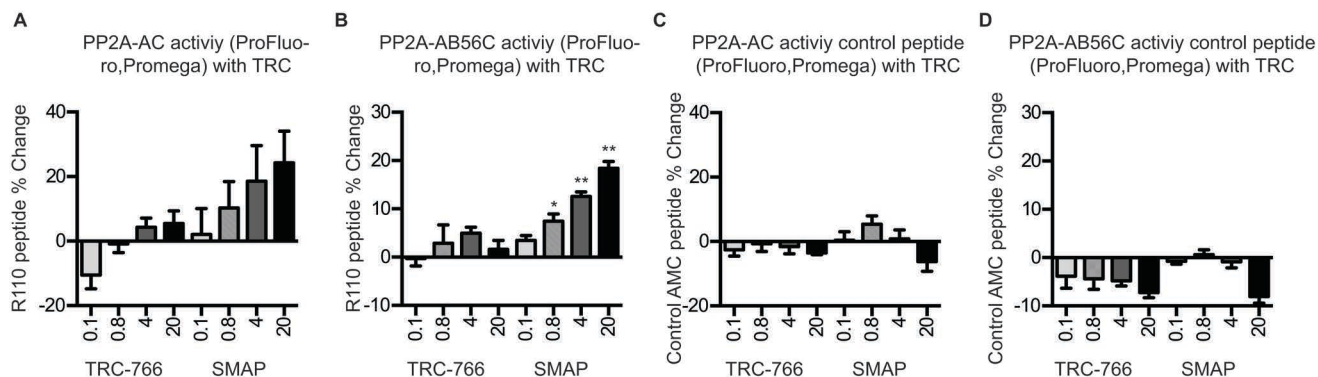 A
PP2A-AC activiy (ProFluo-
ro,Promega) with TRC
R110 peptide % Change
40
20
0
-20
0.1
0.8
4
20
0.1
0.8
4
20
TRC-766
SMAP
B
PP2A-AB56C activiy (ProFluo-
ro,Promega) with TRC
R110 peptide % Change
30
20
10
0
-10
*
**
**
0.1
0.8
4
20
0.1
0.8
4
20
TRC-766
SMAP
C
PP2A-AC activiy control peptide
(ProFluoro,Promega) with TRC
Control AMC peptide % Change
40
20
0
-20
0.1
0.8
4
20
0.1
0.8
4
20
TRC-766
SMAP
D
PP2A-AB56C activiy control peptide
(ProFluoro,Promega) with TRC
Control AMC peptide % Change
30
20
10
0
-10
0.1
0.8
4
20
0.1
0.8
4
20
TRC-766
SMAP